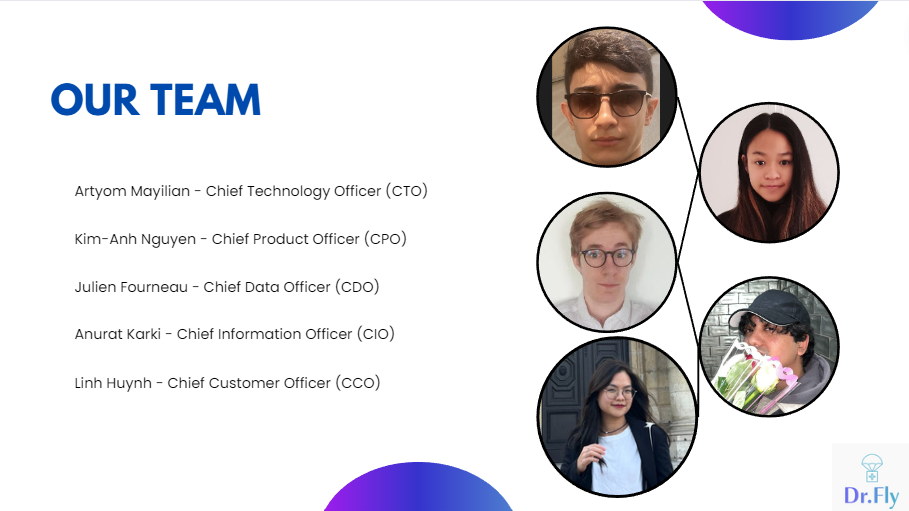 OUR TEAM
Artyom Mayilian - Chief Technology Officer (CTO)
Kim-Anh Nguyen - Chief Product Officer (CPO)
Julien Fourneau - Chief Data Officer (CDO)
Anurat Karki - Chief Information Officer (CIO)
Linh Huynh - Chief Customer Officer (CCO)
Dr.Fly